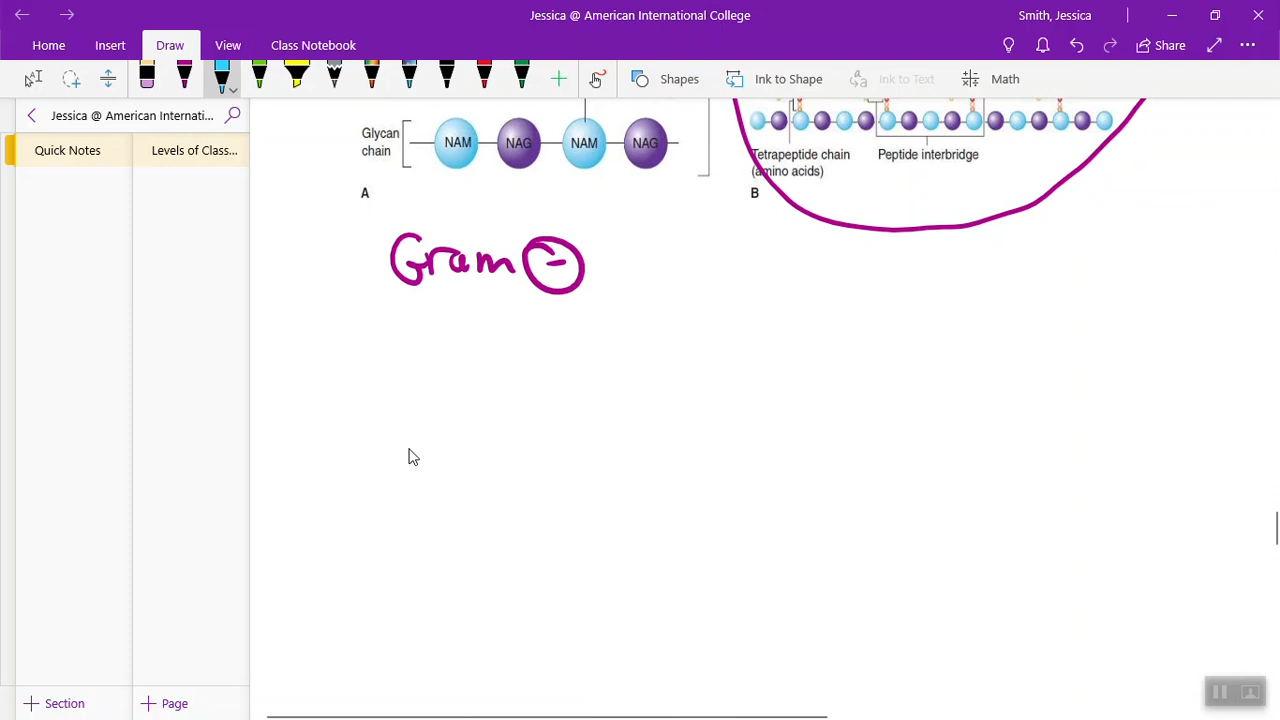 Jessica @ American International College
Smith, Jessica
Home Insert Draw View Class Notebook
Share
Shapes Ink to Shape Ink to Text Math
Jessica @ American Internati...
Quick Notes
Levels of Class...
Glycan
chain
NAM NAG NAM NAG
A
Tetrapeptide chain
(amino acids)
Peptide interbridge
B
Gram -
+ Section
+ Page